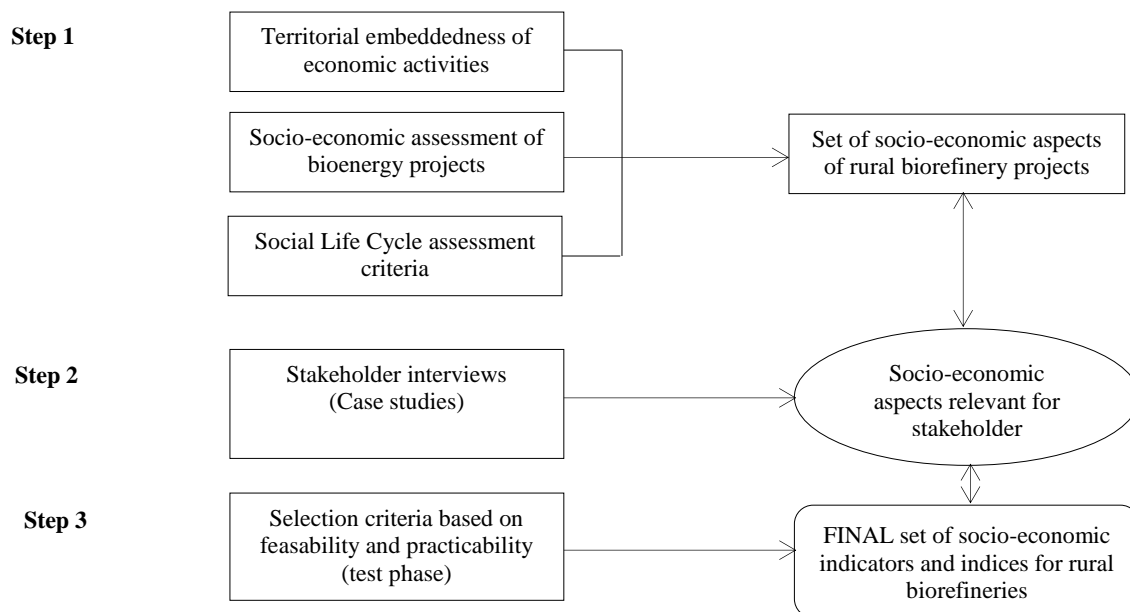 Step 1
Territorial embeddedness of
economic activities
Socio-economic assessment of
bioenergy projects
Social Life Cycle assessment
criteria
Set of socio-economic aspects
of rural biorefinery projects
Step 2
Stakeholder interviews
(Case studies)
Socio-economic
aspects relevant for
stakeholder
Step 3
Selection criteria based on
feasability and practicability
(test phase)
FINAL set of socio-economic
indicators and indices for rural
biorefineries